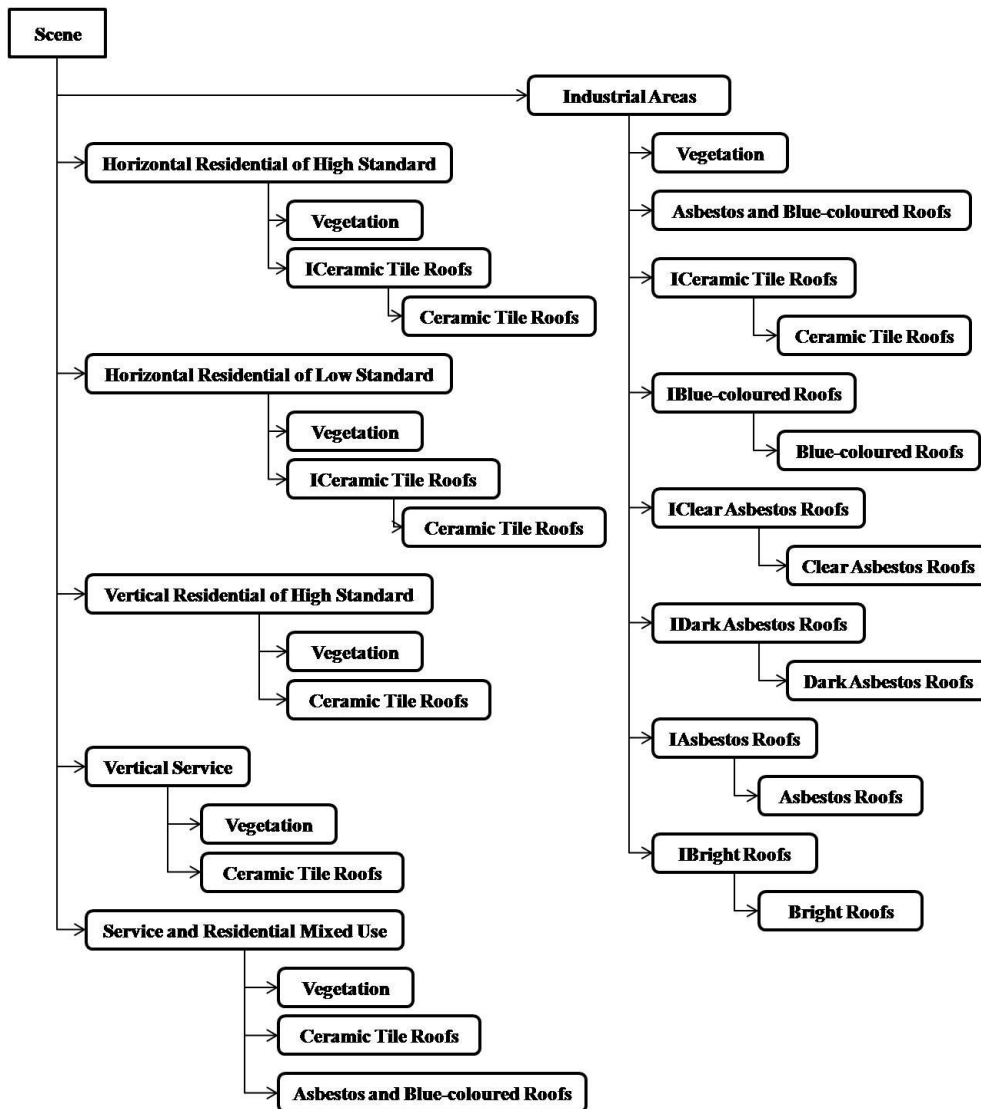 Scene
Industrial Areas
Vegetation
Asbestos and Blue-coloured Roofs
ICeramic Tile Roofs
Ceramic Tile Roofs
IBlue-coloured Roofs
Blue-coloured Roofs
IClear Asbestos Roofs
Clear Asbestos Roofs
IDark Asbestos Roofs
Dark Asbestos Roofs
IAsbestos Roofs
Asbestos Roofs
IBright Roofs
Bright Roofs
Horizontal Residential of High Standard
Vegetation
ICeramic Tile Roofs
Ceramic Tile Roofs
Horizontal Residential of Low Standard
Vegetation
ICeramic Tile Roofs
Ceramic Tile Roofs
Vertical Residential of High Standard
Vegetation
Ceramic Tile Roofs
Vertical Service
Vegetation
Ceramic Tile Roofs
Service and Residential Mixed Use
Vegetation
Ceramic Tile Roofs
Asbestos and Blue-coloured Roofs